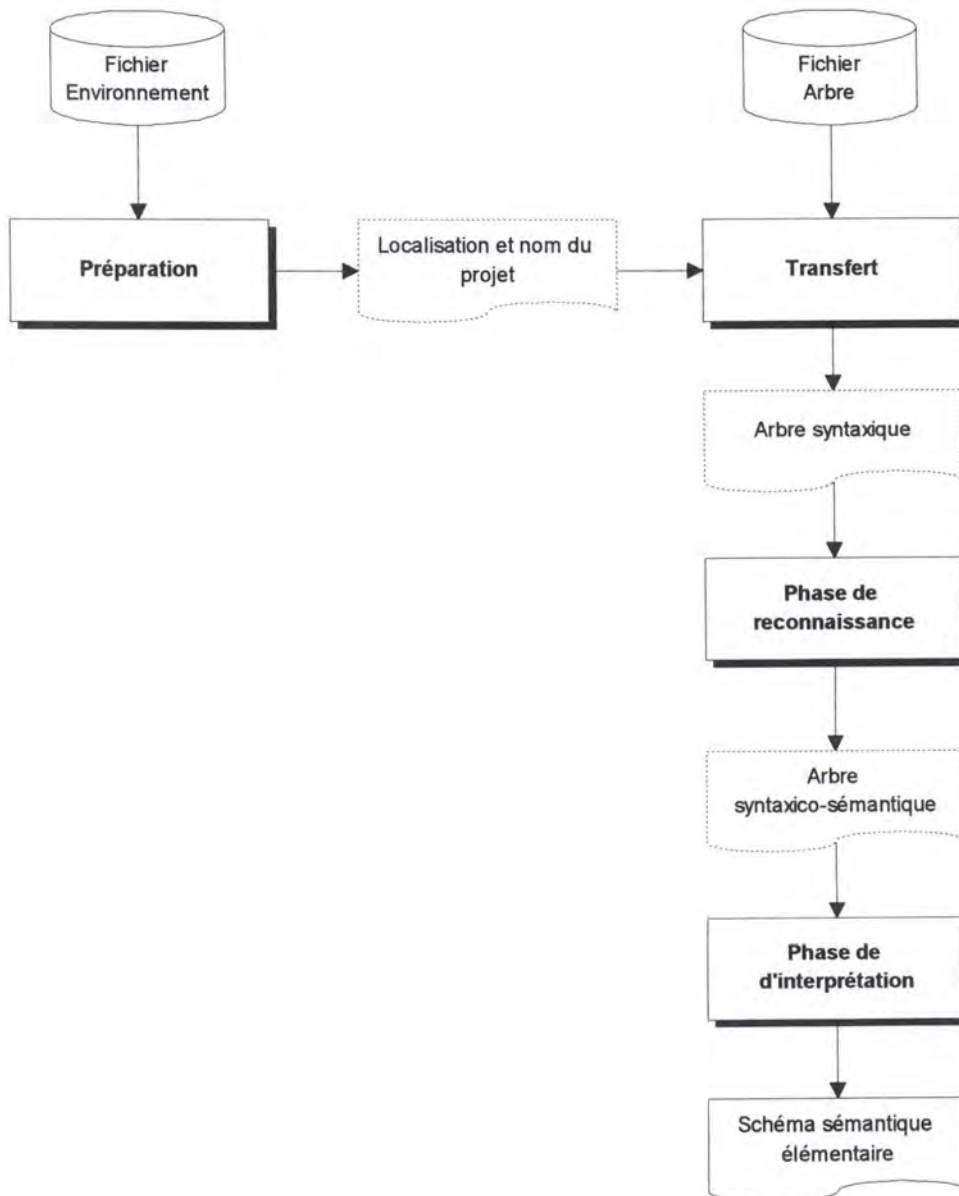 Fichier
Environnement
Fichier
Arbre
Préparation
Localisation et nom du
projet
Transfert
Arbre syntaxique
Phase de
reconnaissance
Arbre
syntaxico-sémantique
Phase de
d'interprétation
Schéma sémantique
élémentaire